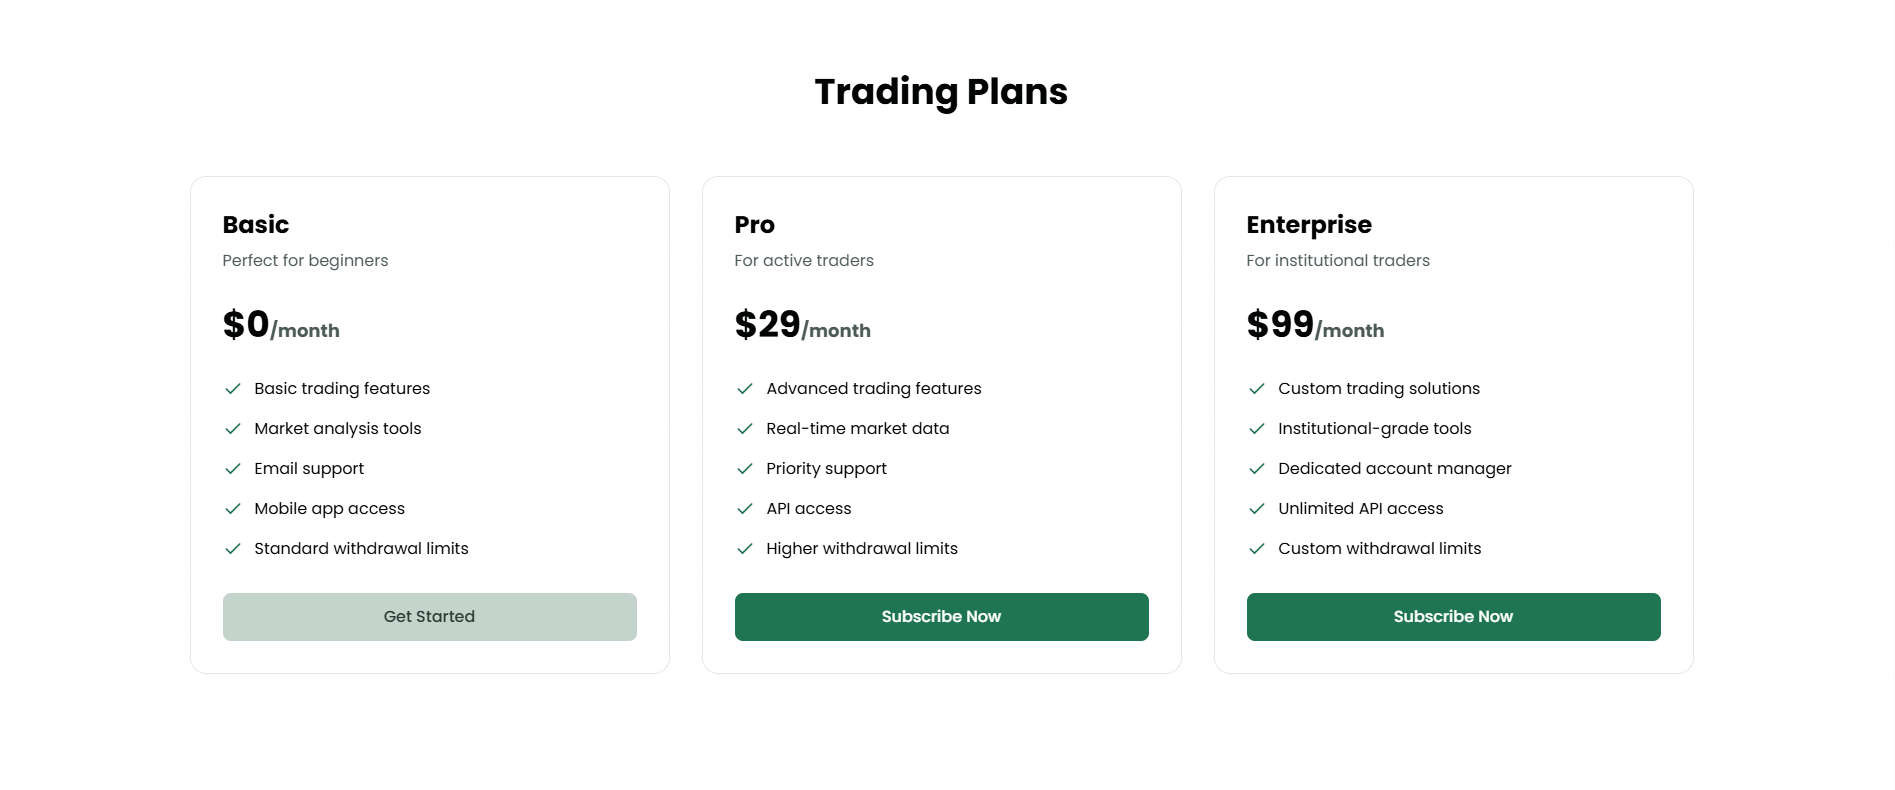 Trading Plans
Basic
Perfect for beginners
$0/month
Basic trading features
Market analysis tools
Email support
Mobile app access
Standard withdrawal limits
Get Started
Pro
For active traders
$29/month
Advanced trading features
Real-time market data
Priority support
API access
Higher withdrawal limits
Subscribe Now
Enterprise
For institutional traders
$99/month
Custom trading solutions
Institutional-grade tools
Dedicated account manager
Unlimited API access
Custom withdrawal limits
Subscribe Now